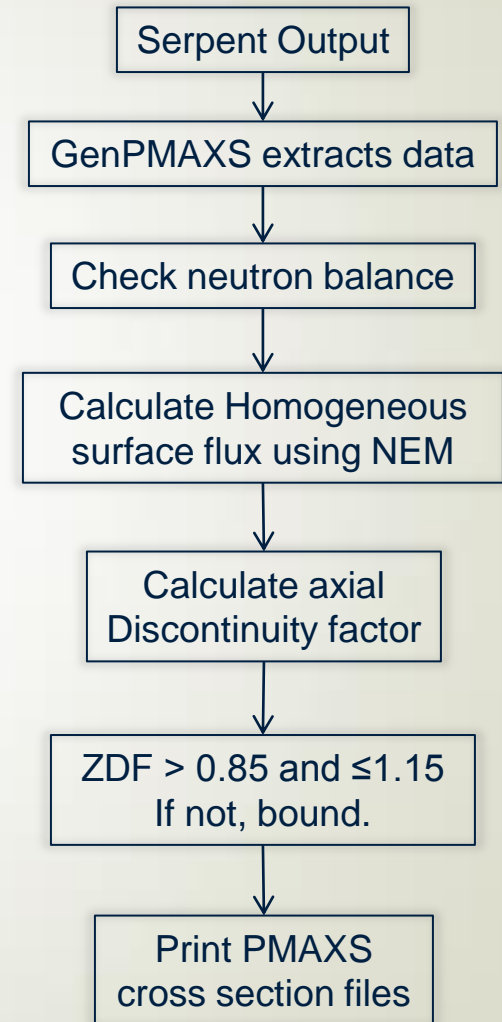 Serpent Output
GenPMAXS extracts data
Check neutron balance
Calculate Homogeneous
surface flux using NEM
Calculate axial
Discontinuity factor
ZDF > 0.85 and ≤1.15
If not, bound.
Print PMAXS
cross section files